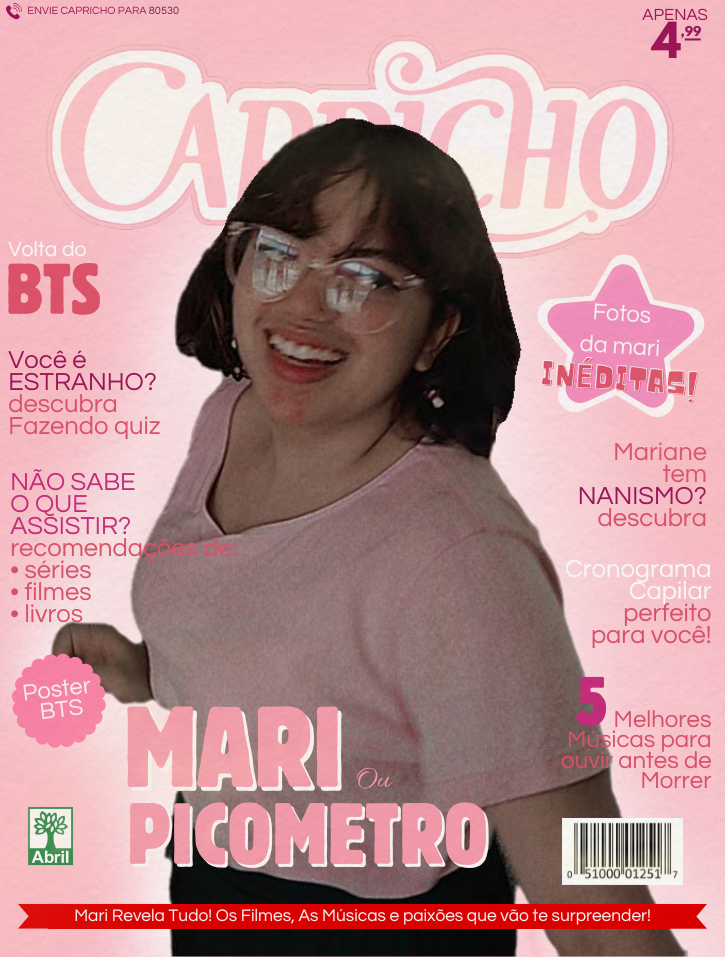 ENVIE CAPRICHO PARA 80530
APENAS
4,99
CAPRICHO
Volta do
BTS
Você é
ESTRANHO?
descubra
Fazendo quiz
NÃO SABE
O QUE
ASSISTIR?
recomendações de:
• séries
• filmes
• livros
Poster
BTS
Fotos
da mari
INÉDITAS!
Mariane
tem
NANISMO?
descubra
Cronograma
Capilar
perfeito
para você!
5 Melhores
Músicas para
ouvir antes de
Morrer
MARI
Ou
PICOMETRO
Abril
0 51000 01251 7
Mari Revela Tudo! Os Filmes, As Músicas e paixões que vão te surpreender!